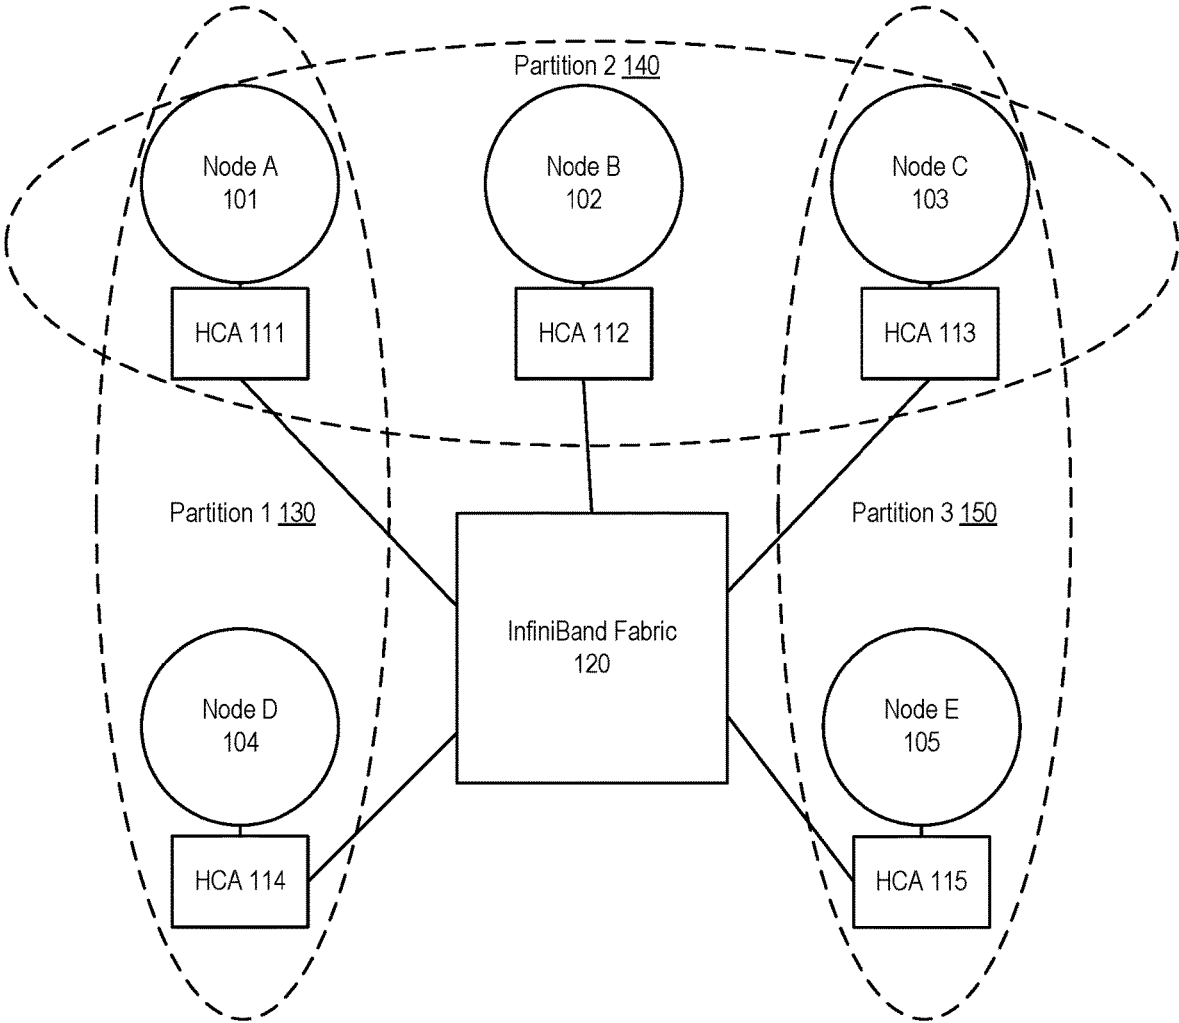 Partition 2 140
Node A
101
Node B
102
Node C
103
HCA 111
HCA 112
HCA 113
Partition 1 130
Partition 3 150
InfiniBand Fabric
120
Node D
104
Node E
105
HCA 114
HCA 115